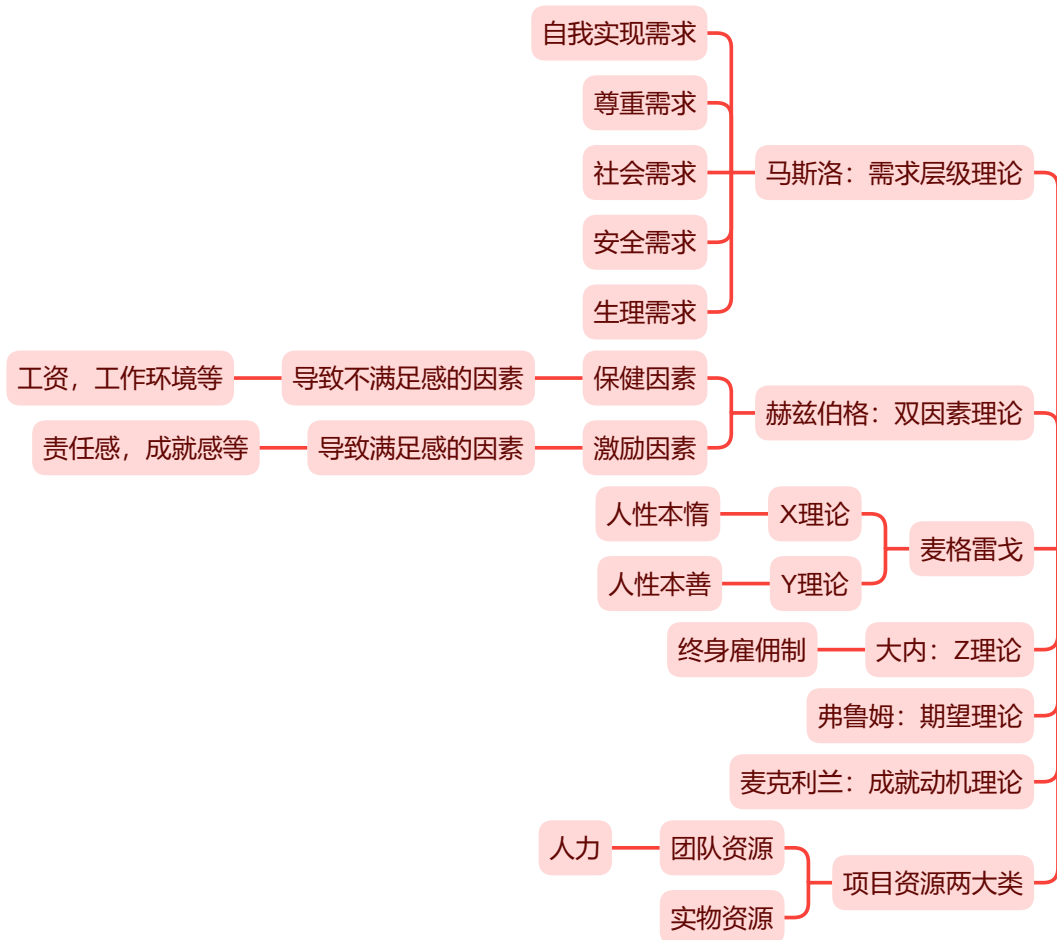 自我实现需求
尊重需求
社会需求
安全需求
生理需求
马斯洛：需求层级理论
工资，工作环境等
导致不满足感的因素
保健因素
责任感，成就感等
导致满足感的因素
激励因素
赫兹伯格：双因素理论
人性本惰
X理论
人性本善
Y理论
麦格雷戈
终身雇佣制
大内：Z理论
弗鲁姆：期望理论
麦克利兰：成就动机理论
人力
团队资源
实物资源
项目资源两大类